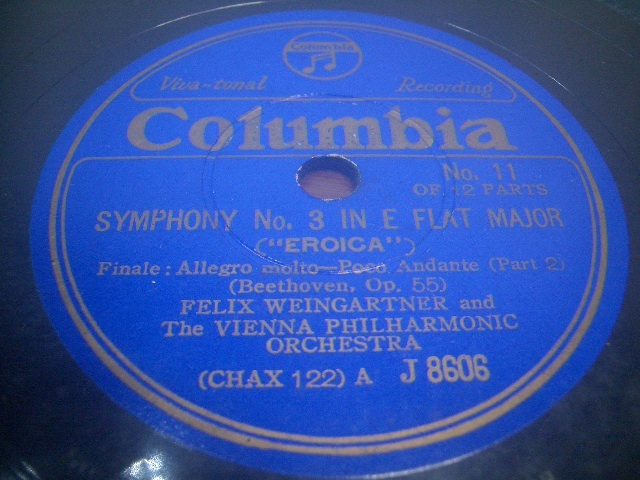 Columbia
Viva-tonal Recording
Columbia
No. 11
OF 12 PARTS
SYMPHONY No. 3 IN E FLAT MAJOR
("EROICA")
Finale: Allegro molto—Poco Andante (Part 2)
(Beethoven, Op. 55)
FELIX WEINGARTNER and
The VIENNA PHILHARMONIC
ORCHESTRA
(CHAX 122) A J 8606